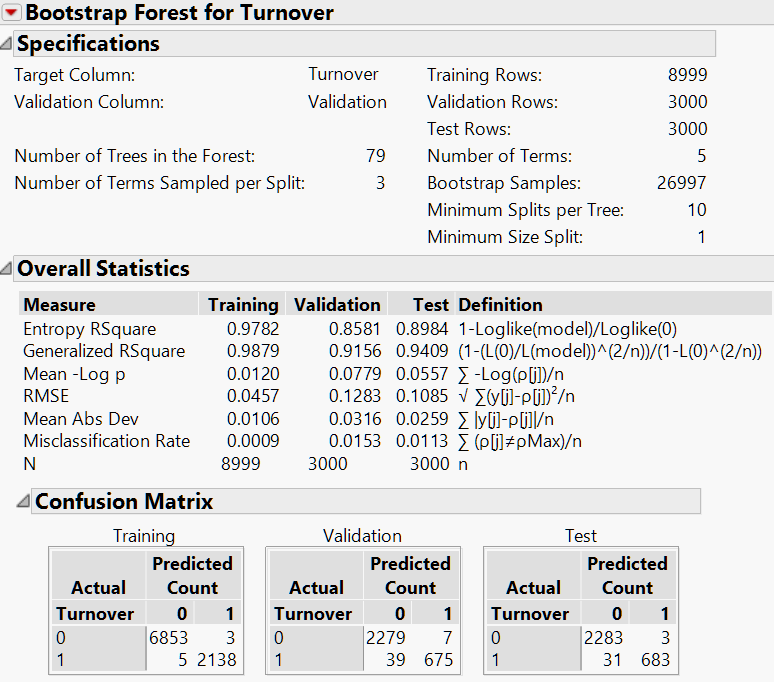 Bootstrap Forest for Turnover
Specifications
Target Column: Turnover Training Rows: 8999
Validation Column: Validation Validation Rows: 3000
Test Rows: 3000
Number of Trees in the Forest: 79 Number of Terms: 5
Number of Terms Sampled per Split: 3 Bootstrap Samples: 26997
Minimum Splits per Tree: 10
Minimum Size Split: 1
Overall Statistics
Measure Training Validation Test Definition
Entropy RSquare 0.9782 0.8581 0.8984 1-Loglike(model)/Loglike(0)
Generalized RSquare 0.9879 0.9156 0.9409 (1-(L(0)/L(model))^(2/n))/(1-L(0)^(2/n))
Mean -Log p 0.0120 0.0779 0.0557 ∑ -Log(ρ[j])/n
RMSE 0.0457 0.1283 0.1085 √ ∑(y[j]-ρ[j])²/n
Mean Abs Dev 0.0106 0.0316 0.0259 ∑ |y[j]-ρ[j]|/n
Misclassification Rate 0.0009 0.0153 0.0113 ∑ (ρ[j]≠ρMax)/n
N 8999 3000 3000 n
Confusion Matrix
Training Validation Test
Predicted Predicted Predicted
Actual Count Actual Count Actual Count
Turnover 0 1 Turnover 0 1 Turnover 0 1
0 6853 3 0 2279 7 0 2283 3
1 5 2138 1 39 675 1 31 683